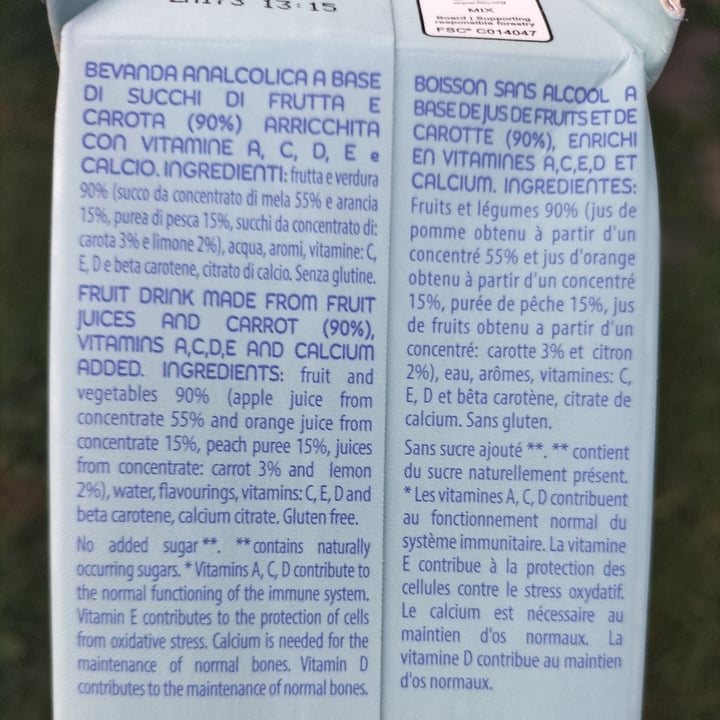 LM173 13:15
www.fsc.org
MIX
Board | Supporting
responsible forestry
FSC® C014047
BEVANDA ANALCOLICA A BASE
DI SUCCHI DI FRUTTA E
CAROTA (90%) ARRICCHITA
CON VITAMINE A, C, D, E e
CALCIO. INGREDIENTI: frutta e verdura
90% (succo da concentrato di mela 55% e arancia
15%, purea di pesca 15%, succhi da concentrato di:
carota 3% e limone 2%), acqua, aromi, vitamine: C,
E, D e beta carotene, citrato di calcio. Senza glutine.
FRUIT DRINK MADE FROM FRUIT
JUICES AND CARROT (90%),
VITAMINS A,C,D,E AND CALCIUM
ADDED. INGREDIENTS: fruit and
vegetables 90% (apple juice from
concentrate 55% and orange juice from
concentrate 15%, peach puree 15%, juices
from concentrate: carrot 3% and lemon
2%), water, flavourings, vitamins: C, E, D and
beta carotene, calcium citrate. Gluten free.
No added sugar **. ** contains naturally
occurring sugars. * Vitamins A, C, D contribute to
the normal functioning of the immune system.
Vitamin E contributes to the protection of cells
from oxidative stress. Calcium is needed for the
maintenance of normal bones. Vitamin D
contributes to the maintenance of normal bones.
BOISSON SANS ALCOOL A
BASE DE JUS DE FRUITS ET DE
CAROTTE (90%), ENRICHI
EN VITAMINES A,C,E,D ET
CALCIUM. INGREDIENTES:
Fruits et légumes 90% (jus de
pomme obtenu à partir d'un
concentré 55% et jus d'orange
obtenu à partir d'un concentré
15%, purée de pêche 15%, jus
de fruits obtenu a partir d'un
concentré: carotte 3% et citron
2%), eau, arômes, vitamines: C,
E, D et bêta carotène, citrate de
calcium. Sans gluten.
Sans sucre ajouté **. ** contient
du sucre naturellement présent.
* Les vitamines A, C, D contribuent
au fonctionnement normal du
système immunitaire. La vitamine
E contribue à la protection des
cellules contre le stress oxydatif.
Le calcium est nécessaire au
maintien d'os normaux. La
vitamine D contribue au maintien
d'os normaux.